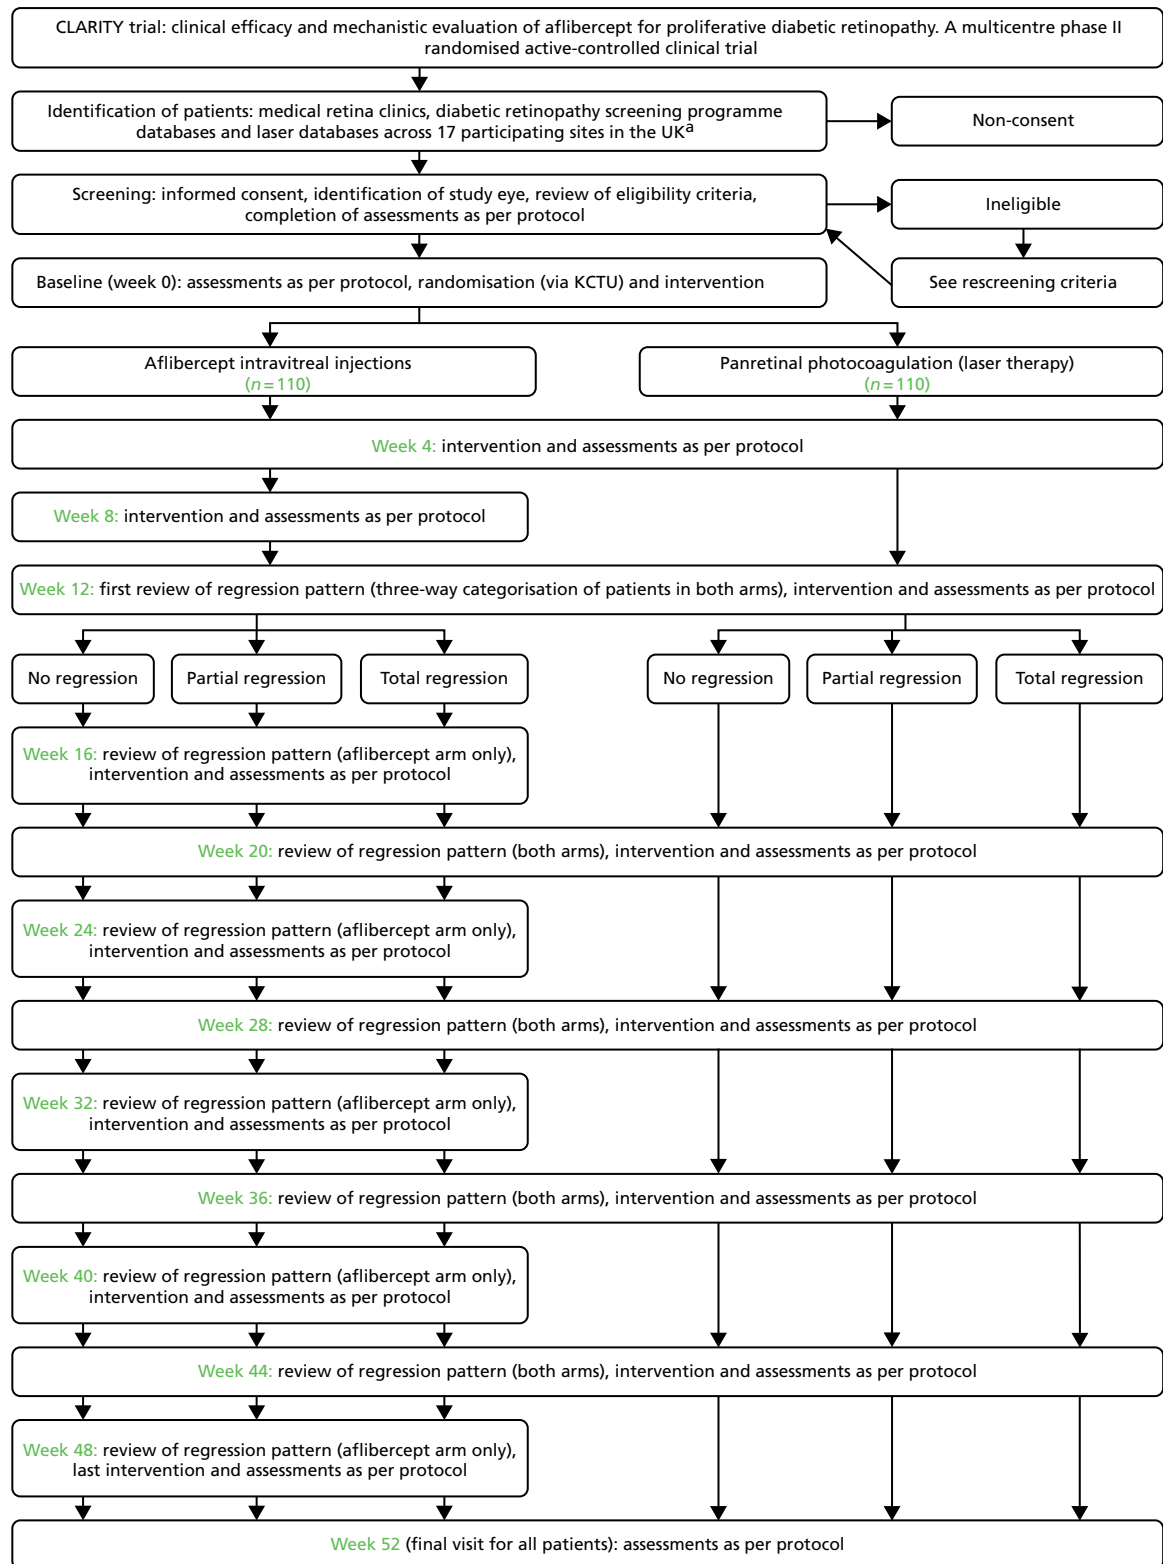 CLARITY trial: clinical efficacy and mechanistic evaluation of aflibercept for proliferative diabetic retinopathy. A multicentre phase II
randomised active-controlled clinical trial
Identification of patients: medical retina clinics, diabetic retinopathy screening programme
databases and laser databases across 17 participating sites in the UKa
Non-consent
Screening: informed consent, identification of study eye, review of eligibility criteria,
completion of assessments as per protocol
Ineligible
Baseline (week 0): assessments as per protocol, randomisation (via KCTU) and intervention
See rescreening criteria
Aflibercept intravitreal injections
(n=110)
Panretinal photocoagulation (laser therapy)
(n=110)
Week 4: intervention and assessments as per protocol
Week 8: intervention and assessments as per protocol
Week 12: first review of regression pattern (three-way categorisation of patients in both arms), intervention and assessments as per protocol
No regression
Partial regression
Total regression
No regression
Partial regression
Total regression
Week 16: review of regression pattern (aflibercept arm only),
intervention and assessments as per protocol
Week 20: review of regression pattern (both arms), intervention and assessments as per protocol
Week 24: review of regression pattern (aflibercept arm only),
intervention and assessments as per protocol
Week 28: review of regression pattern (both arms), intervention and assessments as per protocol
Week 32: review of regression pattern (aflibercept arm only),
intervention and assessments as per protocol
Week 36: review of regression pattern (both arms), intervention and assessments as per protocol
Week 40: review of regression pattern (aflibercept arm only),
intervention and assessments as per protocol
Week 44: review of regression pattern (both arms), intervention and assessments as per protocol
Week 48: review of regression pattern (aflibercept arm only),
last intervention and assessments as per protocol
Week 52 (final visit for all patients): assessments as per protocol